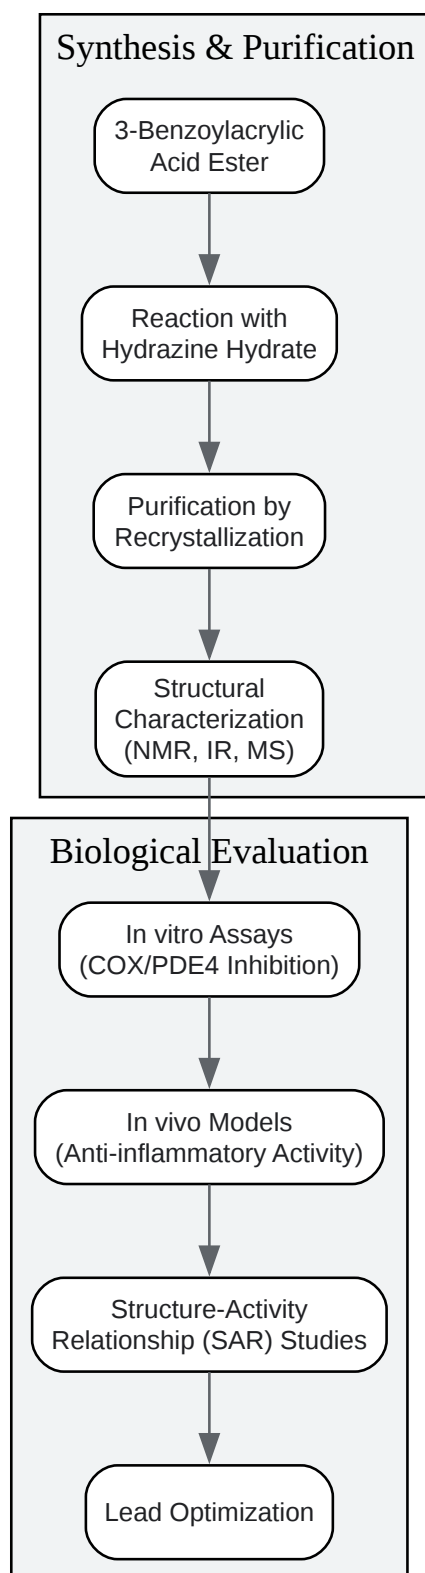 Synthesis & Purification
3-Benzoylacrylic
Acid Ester
Reaction with
Hydrazine Hydrate
Purification by
Recrystallization
Structural
Characterization
(NMR, IR, MS)
Biological Evaluation
In vitro Assays
(COX/PDE4 Inhibition)
In vivo Models
(Anti-inflammatory Activity)
Structure-Activity
Relationship (SAR) Studies
Lead Optimization